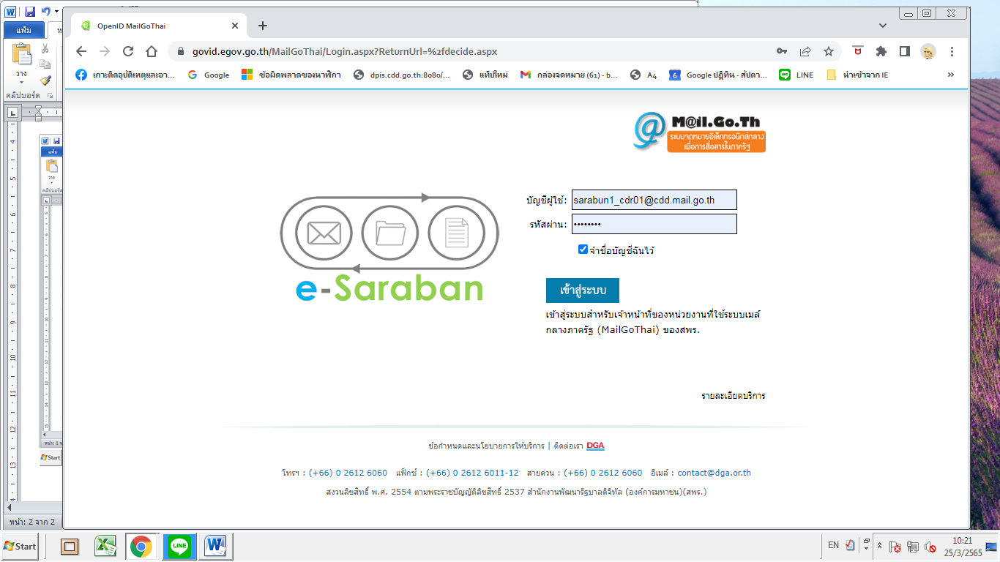 แฟ้ม
วาง
คลิปบอร์ด
OpenID MailGoThai
govid.egov.go.th/MailGoThai/Login.aspx?ReturnUrl=%2fdecide.aspx
เกาะติดอุบัติเหตุและอา...
Google
ข้อผิดพลาดของนาฬิกา
dpis.cdd.go.th:8080/...
แท็บใหม่
กล่องจดหมาย (61) - b...
A4
6
Google ปฏิทิน - สัปดา...
LINE
นำเข้าจาก IE
M@il.Go.Th
ระบบจดหมายอิเล็กทรอนิกส์กลาง
เพื่อการสื่อสารในภาครัฐ
บัญชีผู้ใช้: sarabun1_cdr01@cdd.mail.go.th
รหัสผ่าน: ••••••••
จำชื่อบัญชีฉันไว้
e-Saraban
เข้าสู่ระบบ
เข้าสู่ระบบสำหรับเจ้าหน้าที่ของหน่วยงานที่ใช้ระบบเมล์
กลางภาครัฐ (MailGoThai) ของสพร.
รายละเอียดบริการ
ข้อกำหนดและนโยบายการให้บริการ | ติดต่อเรา DGA
โทรฯ : (+66) 0 2612 6060 แฟ็กซ์ : (+66) 0 2612 6011-12 สายด่วน : (+66) 0 2612 6060 อีเมล์ : contact@dga.or.th
สงวนลิขสิทธิ์ พ.ศ. 2554 ตามพระราชบัญญัติลิขสิทธิ์ 2537 สำนักงานพัฒนารัฐบาลดิจิทัล (องค์การมหาชน)(สพร.)
แฟ้ม
วาง
คลิปบอร์ด
Start
หน้า: 2 จาก 2
Start
LINE
EN
10:21
25/3/2565